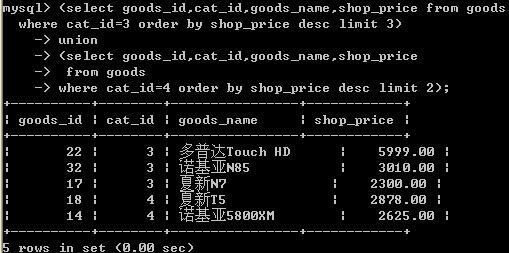 mysql> (select goods_id,cat_id,goods_name,shop_price from goods
where cat_id=3 order by shop_price desc limit 3)
-> union
-> (select goods_id,cat_id,goods_name,shop_price
-> from goods
-> where cat_id=4 order by shop_price desc limit 2);
+----------+--------+----------------+------------+
| goods_id | cat_id | goods_name | shop_price |
+----------+--------+----------------+------------+
| 22 | 3 | 多普达Touch HD | 5999.00 |
| 32 | 3 | 诺基亚N85 | 3010.00 |
| 17 | 3 | 夏新N7 | 2300.00 |
| 18 | 4 | 夏新T5 | 2878.00 |
| 14 | 4 | 诺基亚5800XM | 2625.00 |
+----------+--------+----------------+------------+
5 rows in set (0.00 sec)